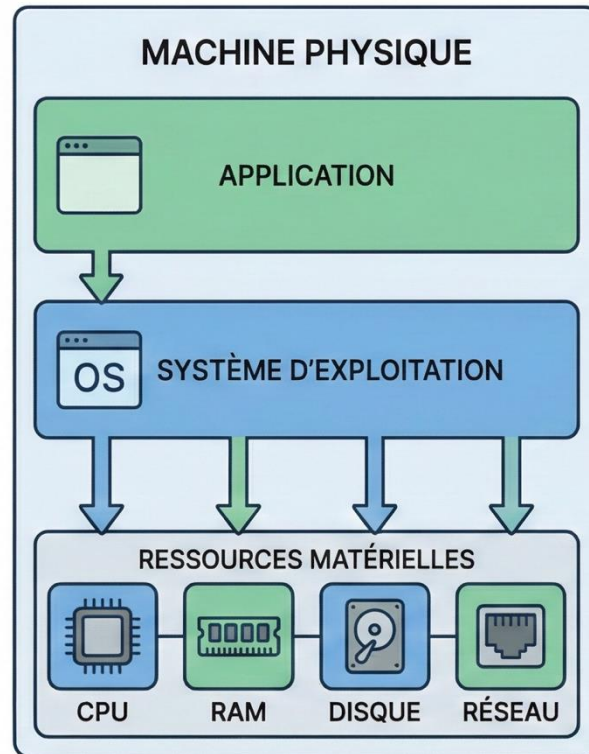 MACHINE PHYSIQUE
APPLICATION
OS
SYSTÈME D'EXPLOITATION
RESSOURCES MATÉRIELLES
CPU
RAM
DISQUE
RÉSEAU